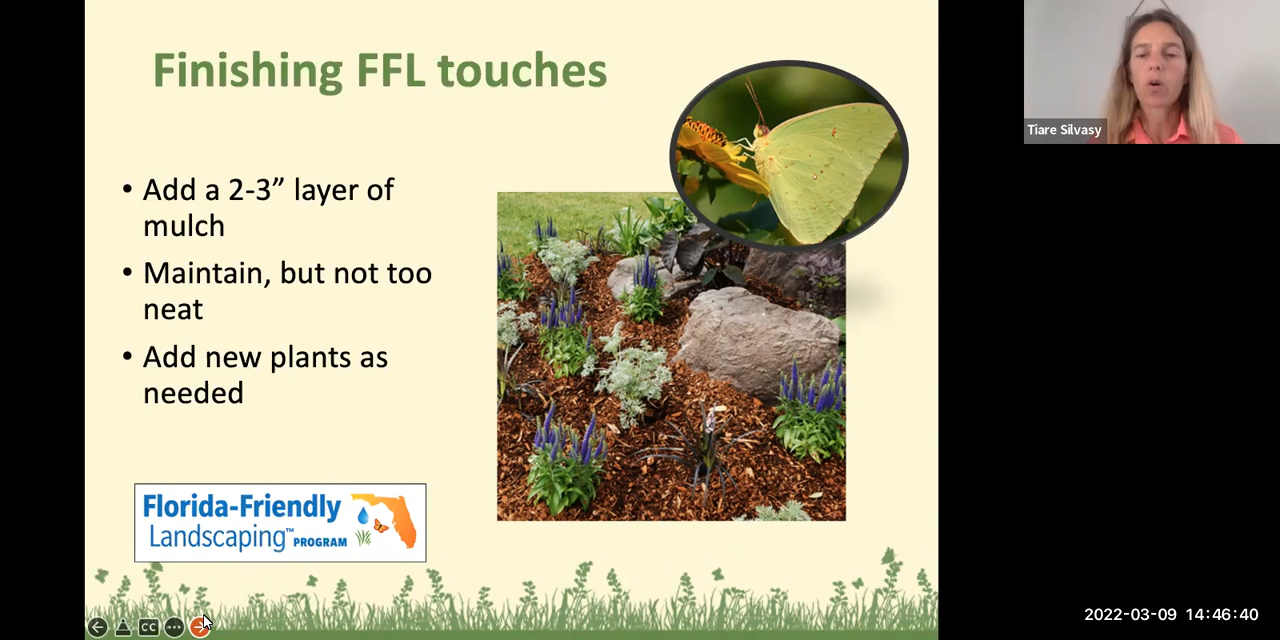 Finishing FFL touches
• Add a 2-3” layer of
mulch
• Maintain, but not too
neat
• Add new plants as
needed
Florida-Friendly
Landscaping™ PROGRAM
CC
Tiare Silvasy
2022-03-09 14:46:40